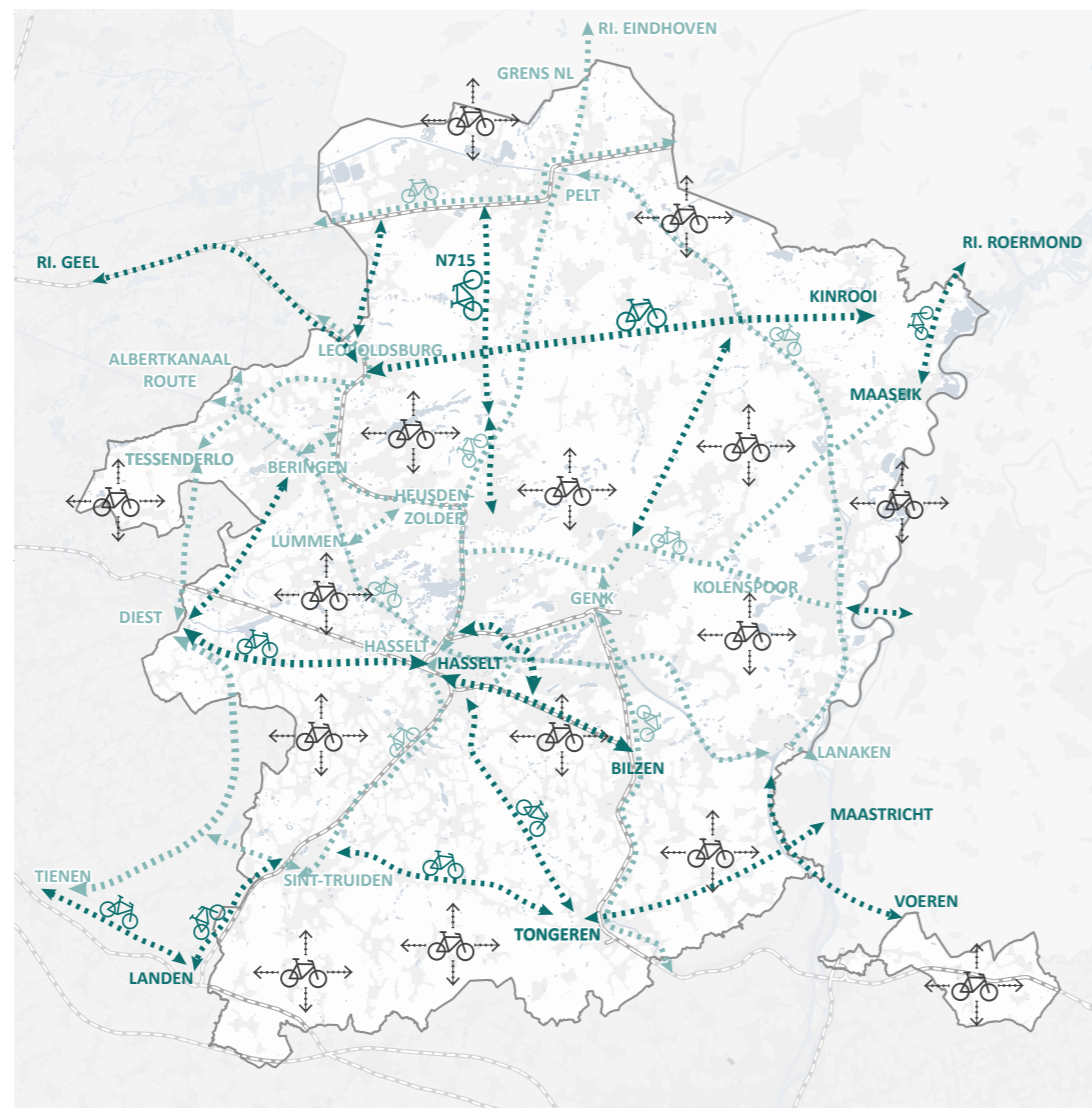 RI. EINDHOVEN
GRENS NL
PELT
RI. GEEL
N715
RI. ROERMOND
KINROOI
ALBERTKANAAL
ROUTE
LEOPOLDSBURG
MAASEIK
TESSENDERLO
BERINGEN
HEUSDEN-
ZOLDER
LUMMEN
DIEST
GENK
KOLENSPOOR
HASSELT
HASSELT
BILZEN
LANAKEN
MAASTRICHT
TIENEN
SINT-TRUIDEN
VOEREN
TONGEREN
LANDEN